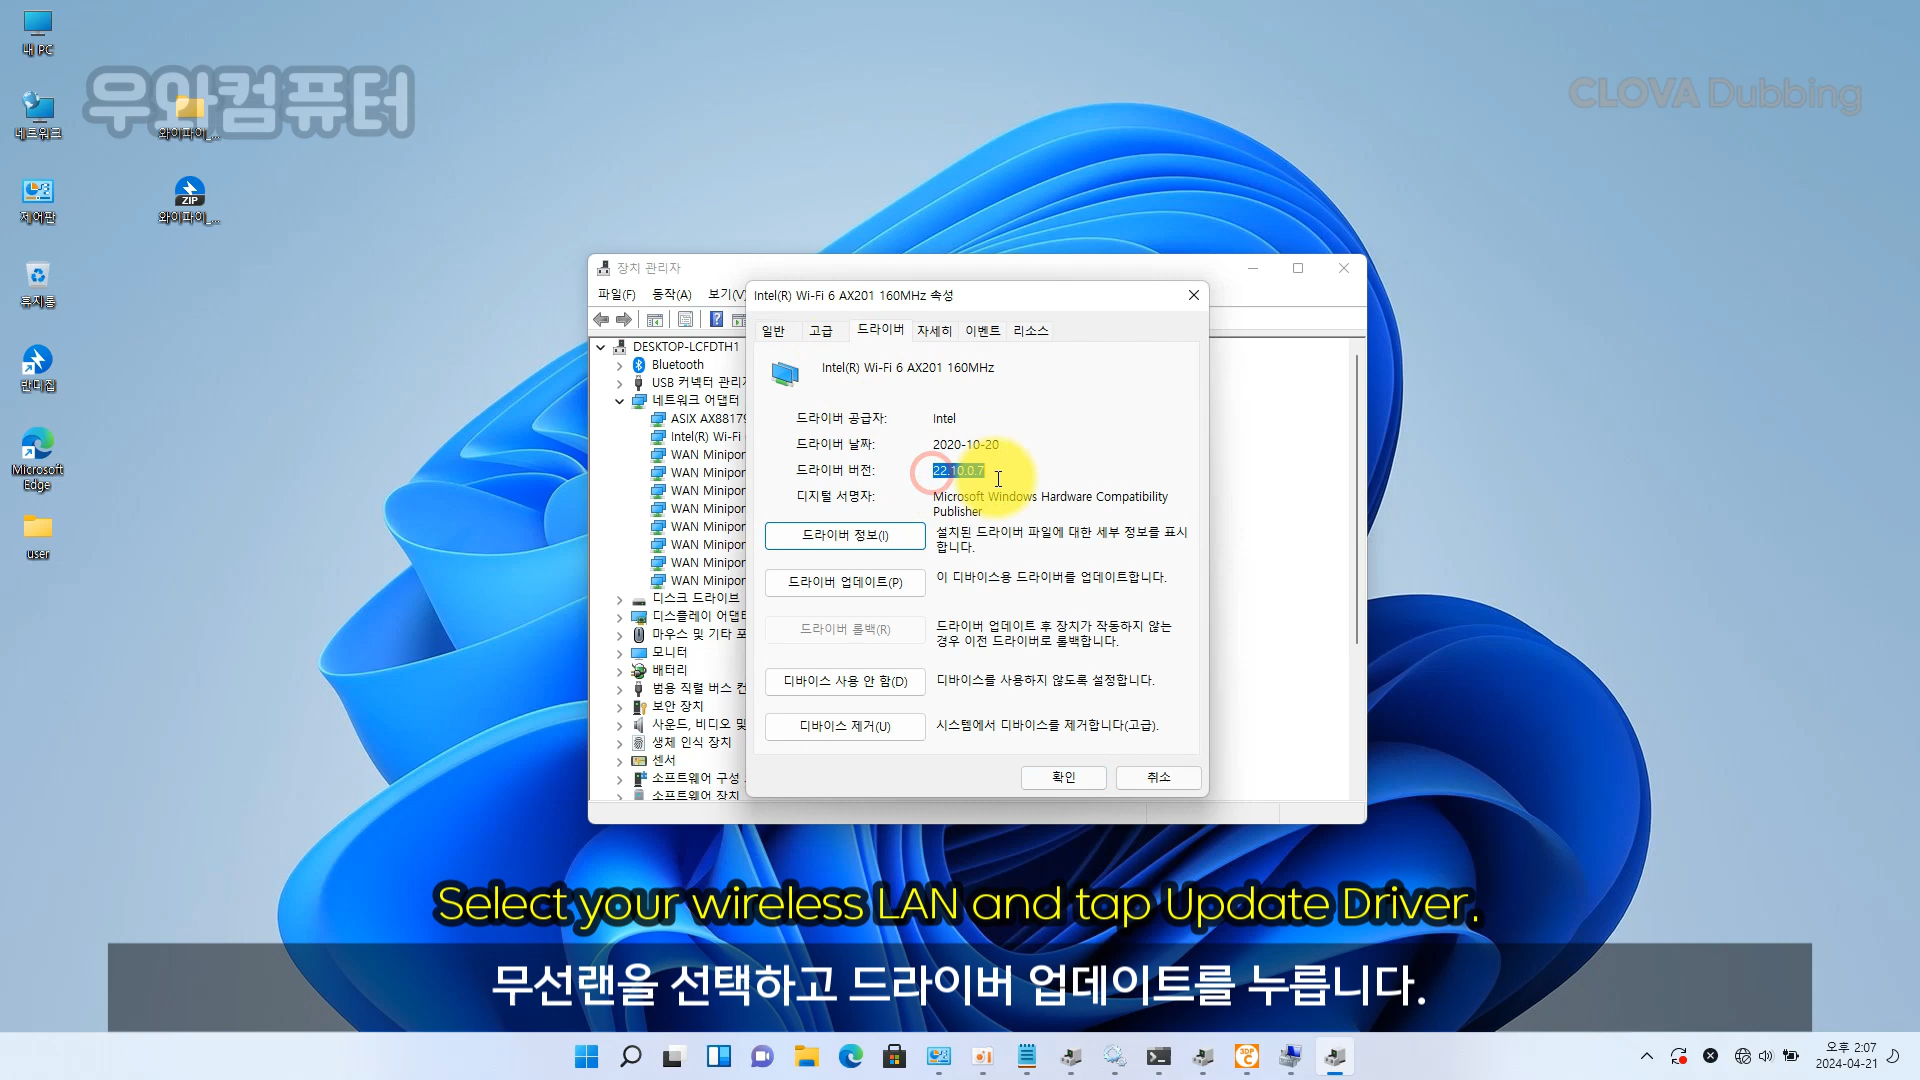 내 PC
우와컴퓨터
CLOVA Dubbing
네트워크
와이파이_...
제어판
와이파이_...
휴지통
반디집
Microsoft
Edge
user
장치 관리자
파일(F) 동작(A) 보기(V)
Intel(R) Wi-Fi 6 AX201 160MHz 속성
일반 고급 드라이버 자세히 이벤트 리소스
DESKTOP-LCFDTH1
Bluetooth
USB 커넥터 관리자
네트워크 어댑터
ASIX AX88179
Intel(R) Wi-Fi
WAN Minipor
WAN Minipor
WAN Minipor
WAN Minipor
WAN Minipor
WAN Minipor
WAN Minipor
WAN Minipor
디스크 드라이브
디스플레이 어댑터
마우스 및 기타 포
모니터
배터리
범용 직렬 버스 컨
보안 장치
사운드, 비디오 및
생체 인식 장치
센서
소프트웨어 구성
소프트웨어 장치
Intel(R) Wi-Fi 6 AX201 160MHz
드라이버 공급자: Intel
드라이버 날짜: 2020-10-20
드라이버 버전: 22.10.0.7
디지털 서명자: Microsoft Windows Hardware Compatibility
Publisher
드라이버 정보(I) 설치된 드라이버 파일에 대한 세부 정보를 표시
합니다.
드라이버 업데이트(P) 이 디바이스용 드라이버를 업데이트합니다.
드라이버 롤백(R) 드라이버 업데이트 후 장치가 작동하지 않는
경우 이전 드라이버로 롤백합니다.
디바이스 사용 안 함(D) 디바이스를 사용하지 않도록 설정합니다.
디바이스 제거(U) 시스템에서 디바이스를 제거합니다(고급).
확인 취소
Select your wireless LAN and tap Update Driver.
무선랜을 선택하고 드라이버 업데이트를 누릅니다.
오후 2:07
2024-04-21